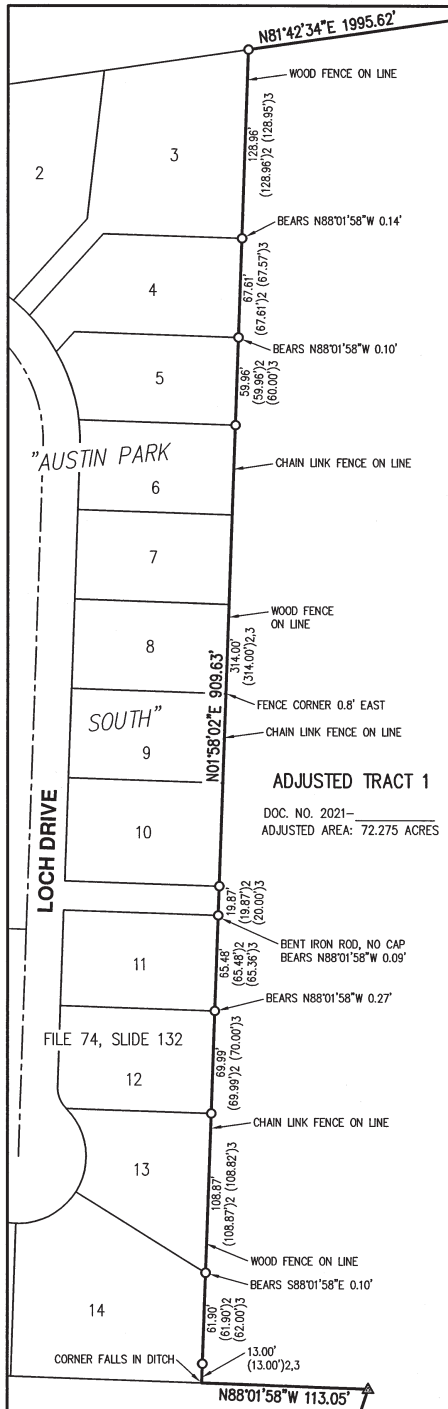 N81°42'34"E 1995.62'
WOOD FENCE ON LINE
128.96'
(128.96')2 (128.95')3
3
2
BEARS N88°01'58"W 0.14'
67.61'
(67.61')2 (67.57')3
4
BEARS N88°01'58"W 0.10'
59.96'
(59.96')2
(60.00')3
5
"AUSTIN PARK
CHAIN LINK FENCE ON LINE
6
7
WOOD FENCE
ON LINE
8
314.00'
(314.00')2,3
N01°58'02"E 909.63'
FENCE CORNER 0.8' EAST
SOUTH"
CHAIN LINK FENCE ON LINE
9
ADJUSTED TRACT 1
DOC. NO. 2021-
ADJUSTED AREA: 72.275 ACRES
10
LOCH DRIVE
19.87'
(19.87')2
(20.00')3
BENT IRON ROD, NO CAP
BEARS N88°01'58"W 0.09'
11
65.48'
(65.48')2
(65.36')3
BEARS N88°01'58"W 0.27'
FILE 74, SLIDE 132
69.99'
(69.99')2 (70.00')3
12
CHAIN LINK FENCE ON LINE
13
108.87'
(108.87')2 (108.82')3
WOOD FENCE ON LINE
BEARS S88°01'58"E 0.10'
14
61.90'
(61.90')2
(62.00')3
CORNER FALLS IN DITCH
13.00'
(13.00')2,3
N88°01'58"W 113.05'